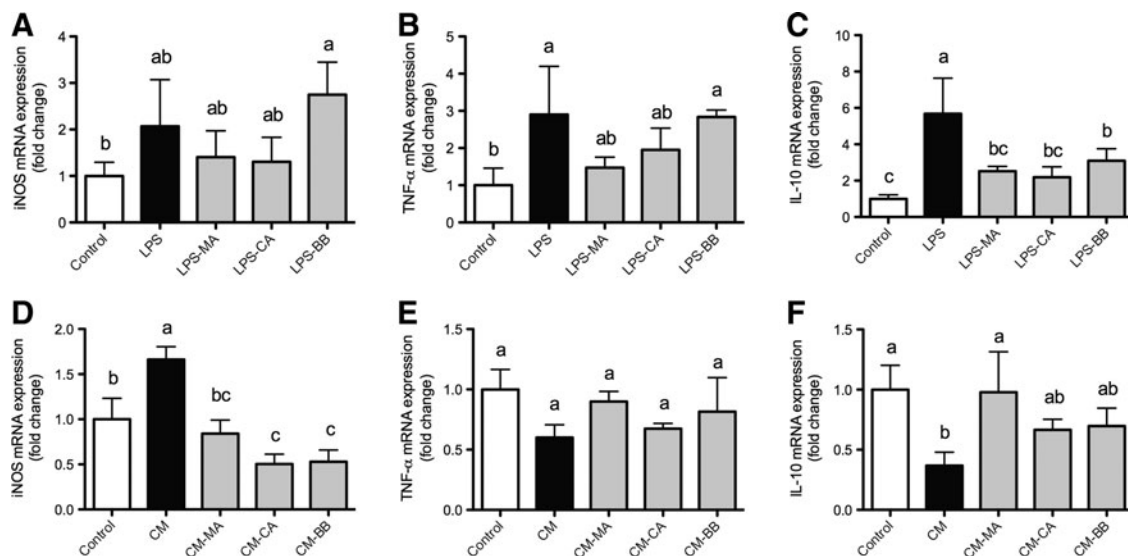 A
iNOS mRNA expression
(fold change)
4
3
2
1
0
b
ab
ab
ab
a
Control
LPS
LPS-MA
LPS-CA
LPS-BB
B
TNF-α mRNA expression
(fold change)
5
4
3
2
1
0
b
a
ab
ab
a
Control
LPS
LPS-MA
LPS-CA
LPS-BB
C
IL-10 mRNA expression
(fold change)
10
8
6
4
2
0
c
a
bc
bc
b
Control
LPS
LPS-MA
LPS-CA
LPS-BB
D
iNOS mRNA expression
(fold change)
2.0
1.5
1.0
0.5
0.0
b
a
bc
c
c
Control
CM
CM-MA
CM-CA
CM-BB
E
TNF-α mRNA expression
(fold change)
1.5
1.0
0.5
0.0
a
a
a
a
a
Control
CM
CM-MA
CM-CA
CM-BB
F
IL-10 mRNA expression
(fold change)
1.5
1.0
0.5
0.0
a
b
a
ab
ab
Control
CM
CM-MA
CM-CA
CM-BB